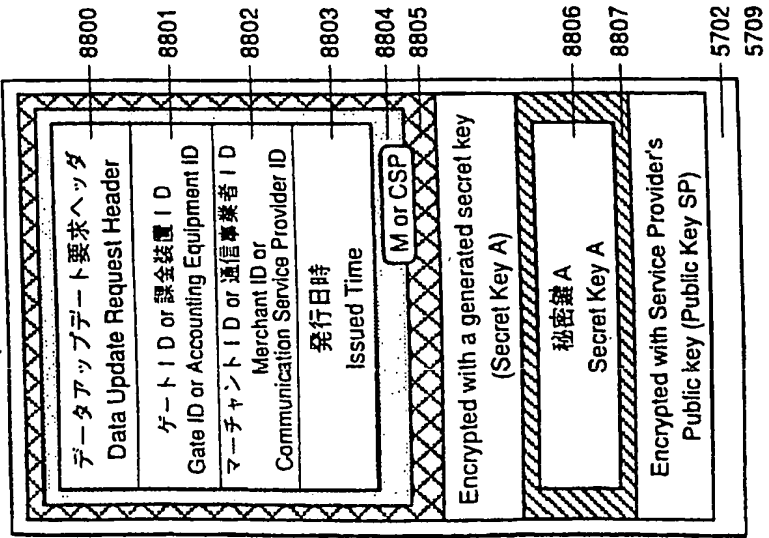 8800
8801
8802
8803
8804
8805
8806
8807
5702
5709
データアップデート要求ヘッダ
Data Update Request Header
ゲートID or 課金装置ID
Gate ID or Accounting Equipment ID
マーチャントID or 通信事業者ID
Merchant ID or
Communication Service Provider ID
発行日時
Issued Time
M or CSP
Encrypted with a generated secret key
(Secret Key A)
秘密鍵A
Secret Key A
Encrypted with Service Provider's
Public key (Public Key SP)